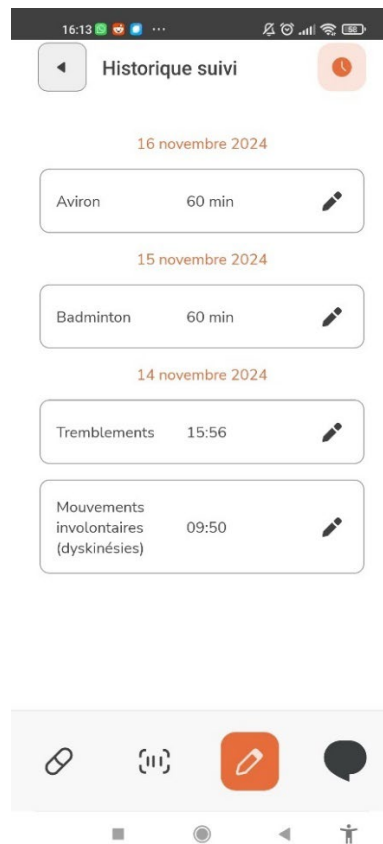 16:13
56
Historique suivi
16 novembre 2024
Aviron 60 min
15 novembre 2024
Badminton 60 min
14 novembre 2024
Tremblements 15:56
Mouvements
involontaires 09:50
(dyskinésies)